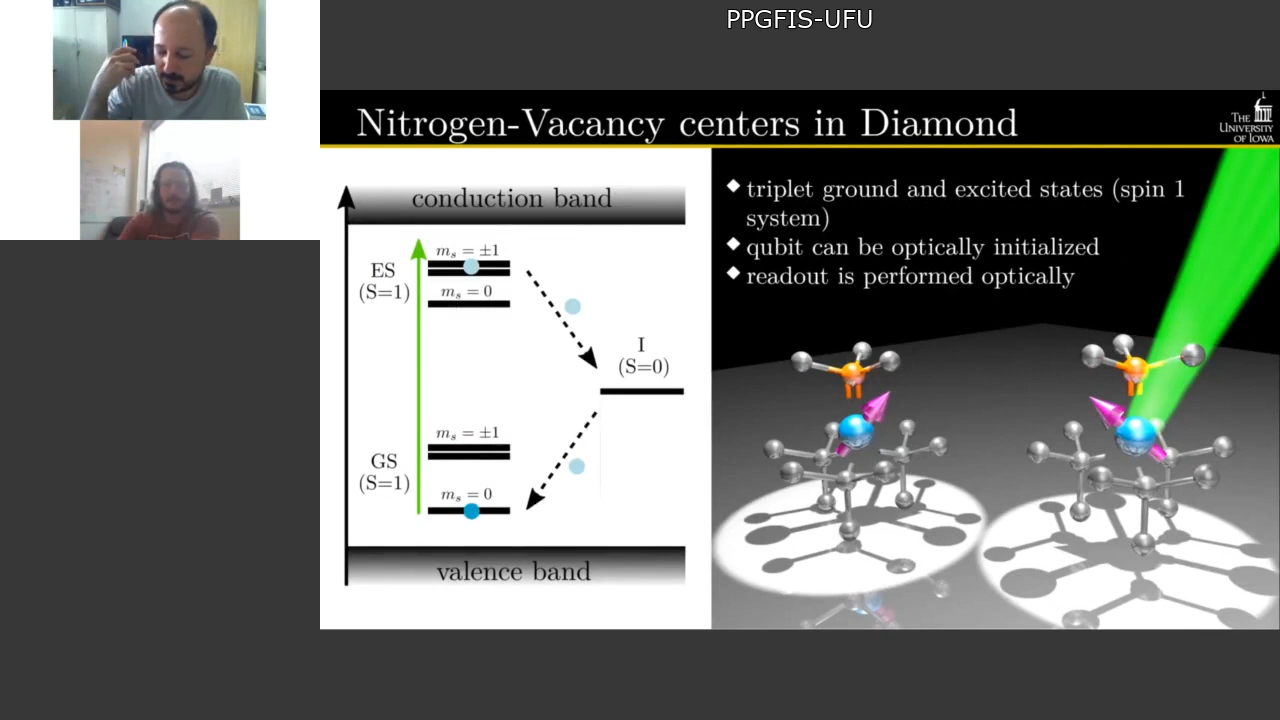 PPGFIS-UFU
Nitrogen-Vacancy centers in Diamond
THE
UNIVERSITY
OF IOWA
conduction band
ES
(S=1)
m_s = ±1
m_s = 0
I
(S=0)
GS
(S=1)
m_s = ±1
m_s = 0
valence band
triplet ground and excited states (spin 1
system)
qubit can be optically initialized
readout is performed optically